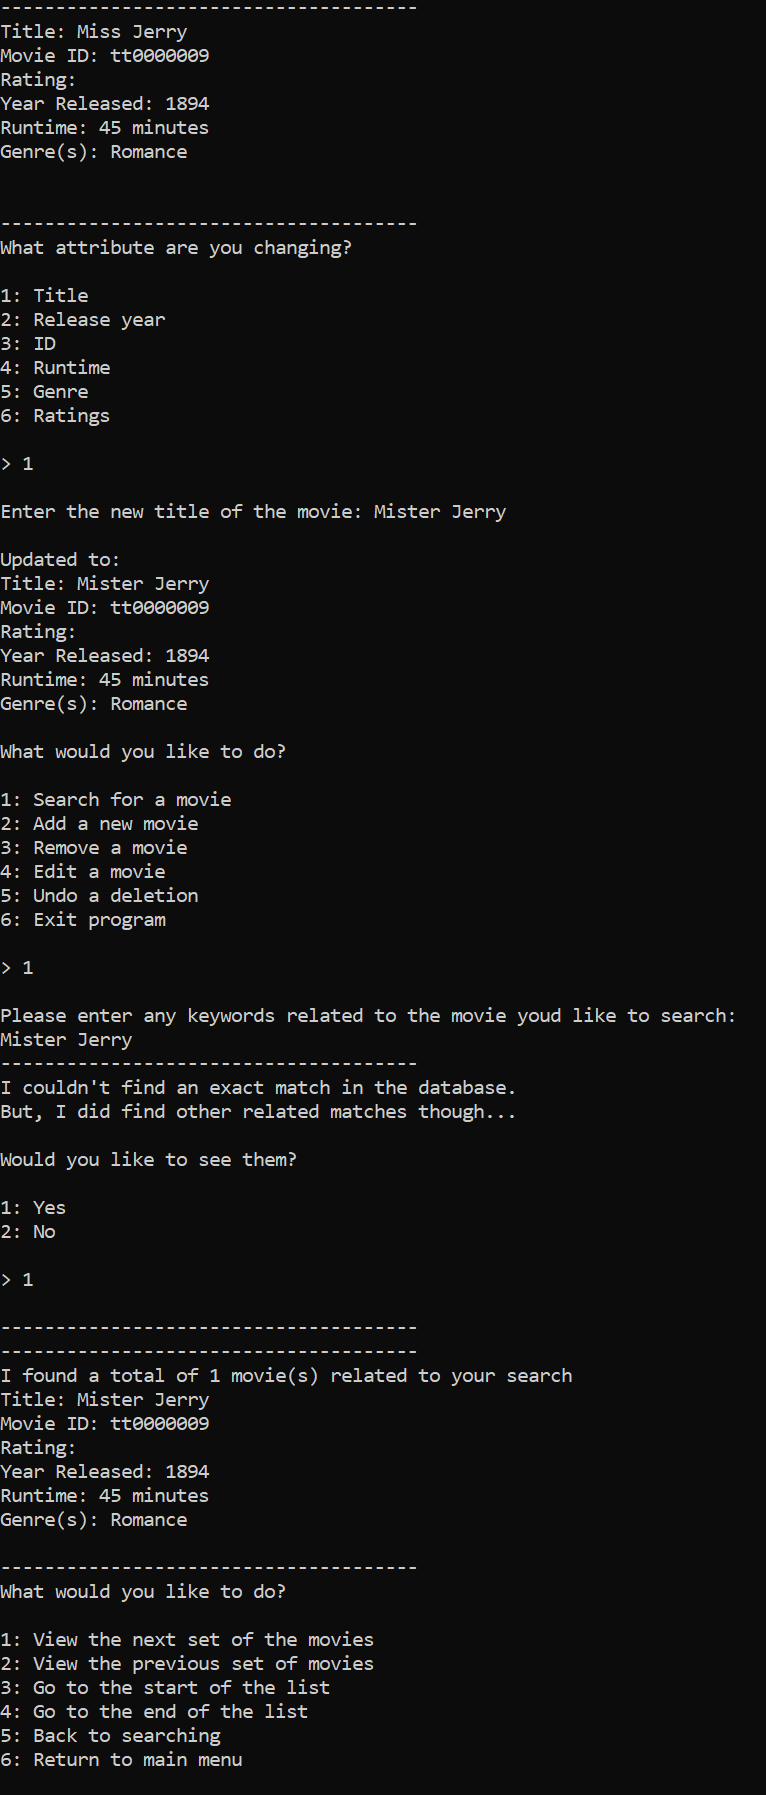 --------------------------------------
Title: Miss Jerry
Movie ID: tt0000009
Rating:
Year Released: 1894
Runtime: 45 minutes
Genre(s): Romance
--------------------------------------
What attribute are you changing?
1: Title
2: Release year
3: ID
4: Runtime
5: Genre
6: Ratings
> 1
Enter the new title of the movie: Mister Jerry
Updated to:
Title: Mister Jerry
Movie ID: tt0000009
Rating:
Year Released: 1894
Runtime: 45 minutes
Genre(s): Romance
What would you like to do?
1: Search for a movie
2: Add a new movie
3: Remove a movie
4: Edit a movie
5: Undo a deletion
6: Exit program
> 1
Please enter any keywords related to the movie youd like to search:
Mister Jerry
--------------------------------------
I couldn't find an exact match in the database.
But, I did find other related matches though...
Would you like to see them?
1: Yes
2: No
> 1
--------------------------------------
--------------------------------------
I found a total of 1 movie(s) related to your search
Title: Mister Jerry
Movie ID: tt0000009
Rating:
Year Released: 1894
Runtime: 45 minutes
Genre(s): Romance
--------------------------------------
What would you like to do?
1: View the next set of the movies
2: View the previous set of movies
3: Go to the start of the list
4: Go to the end of the list
5: Back to searching
6: Return to main menu